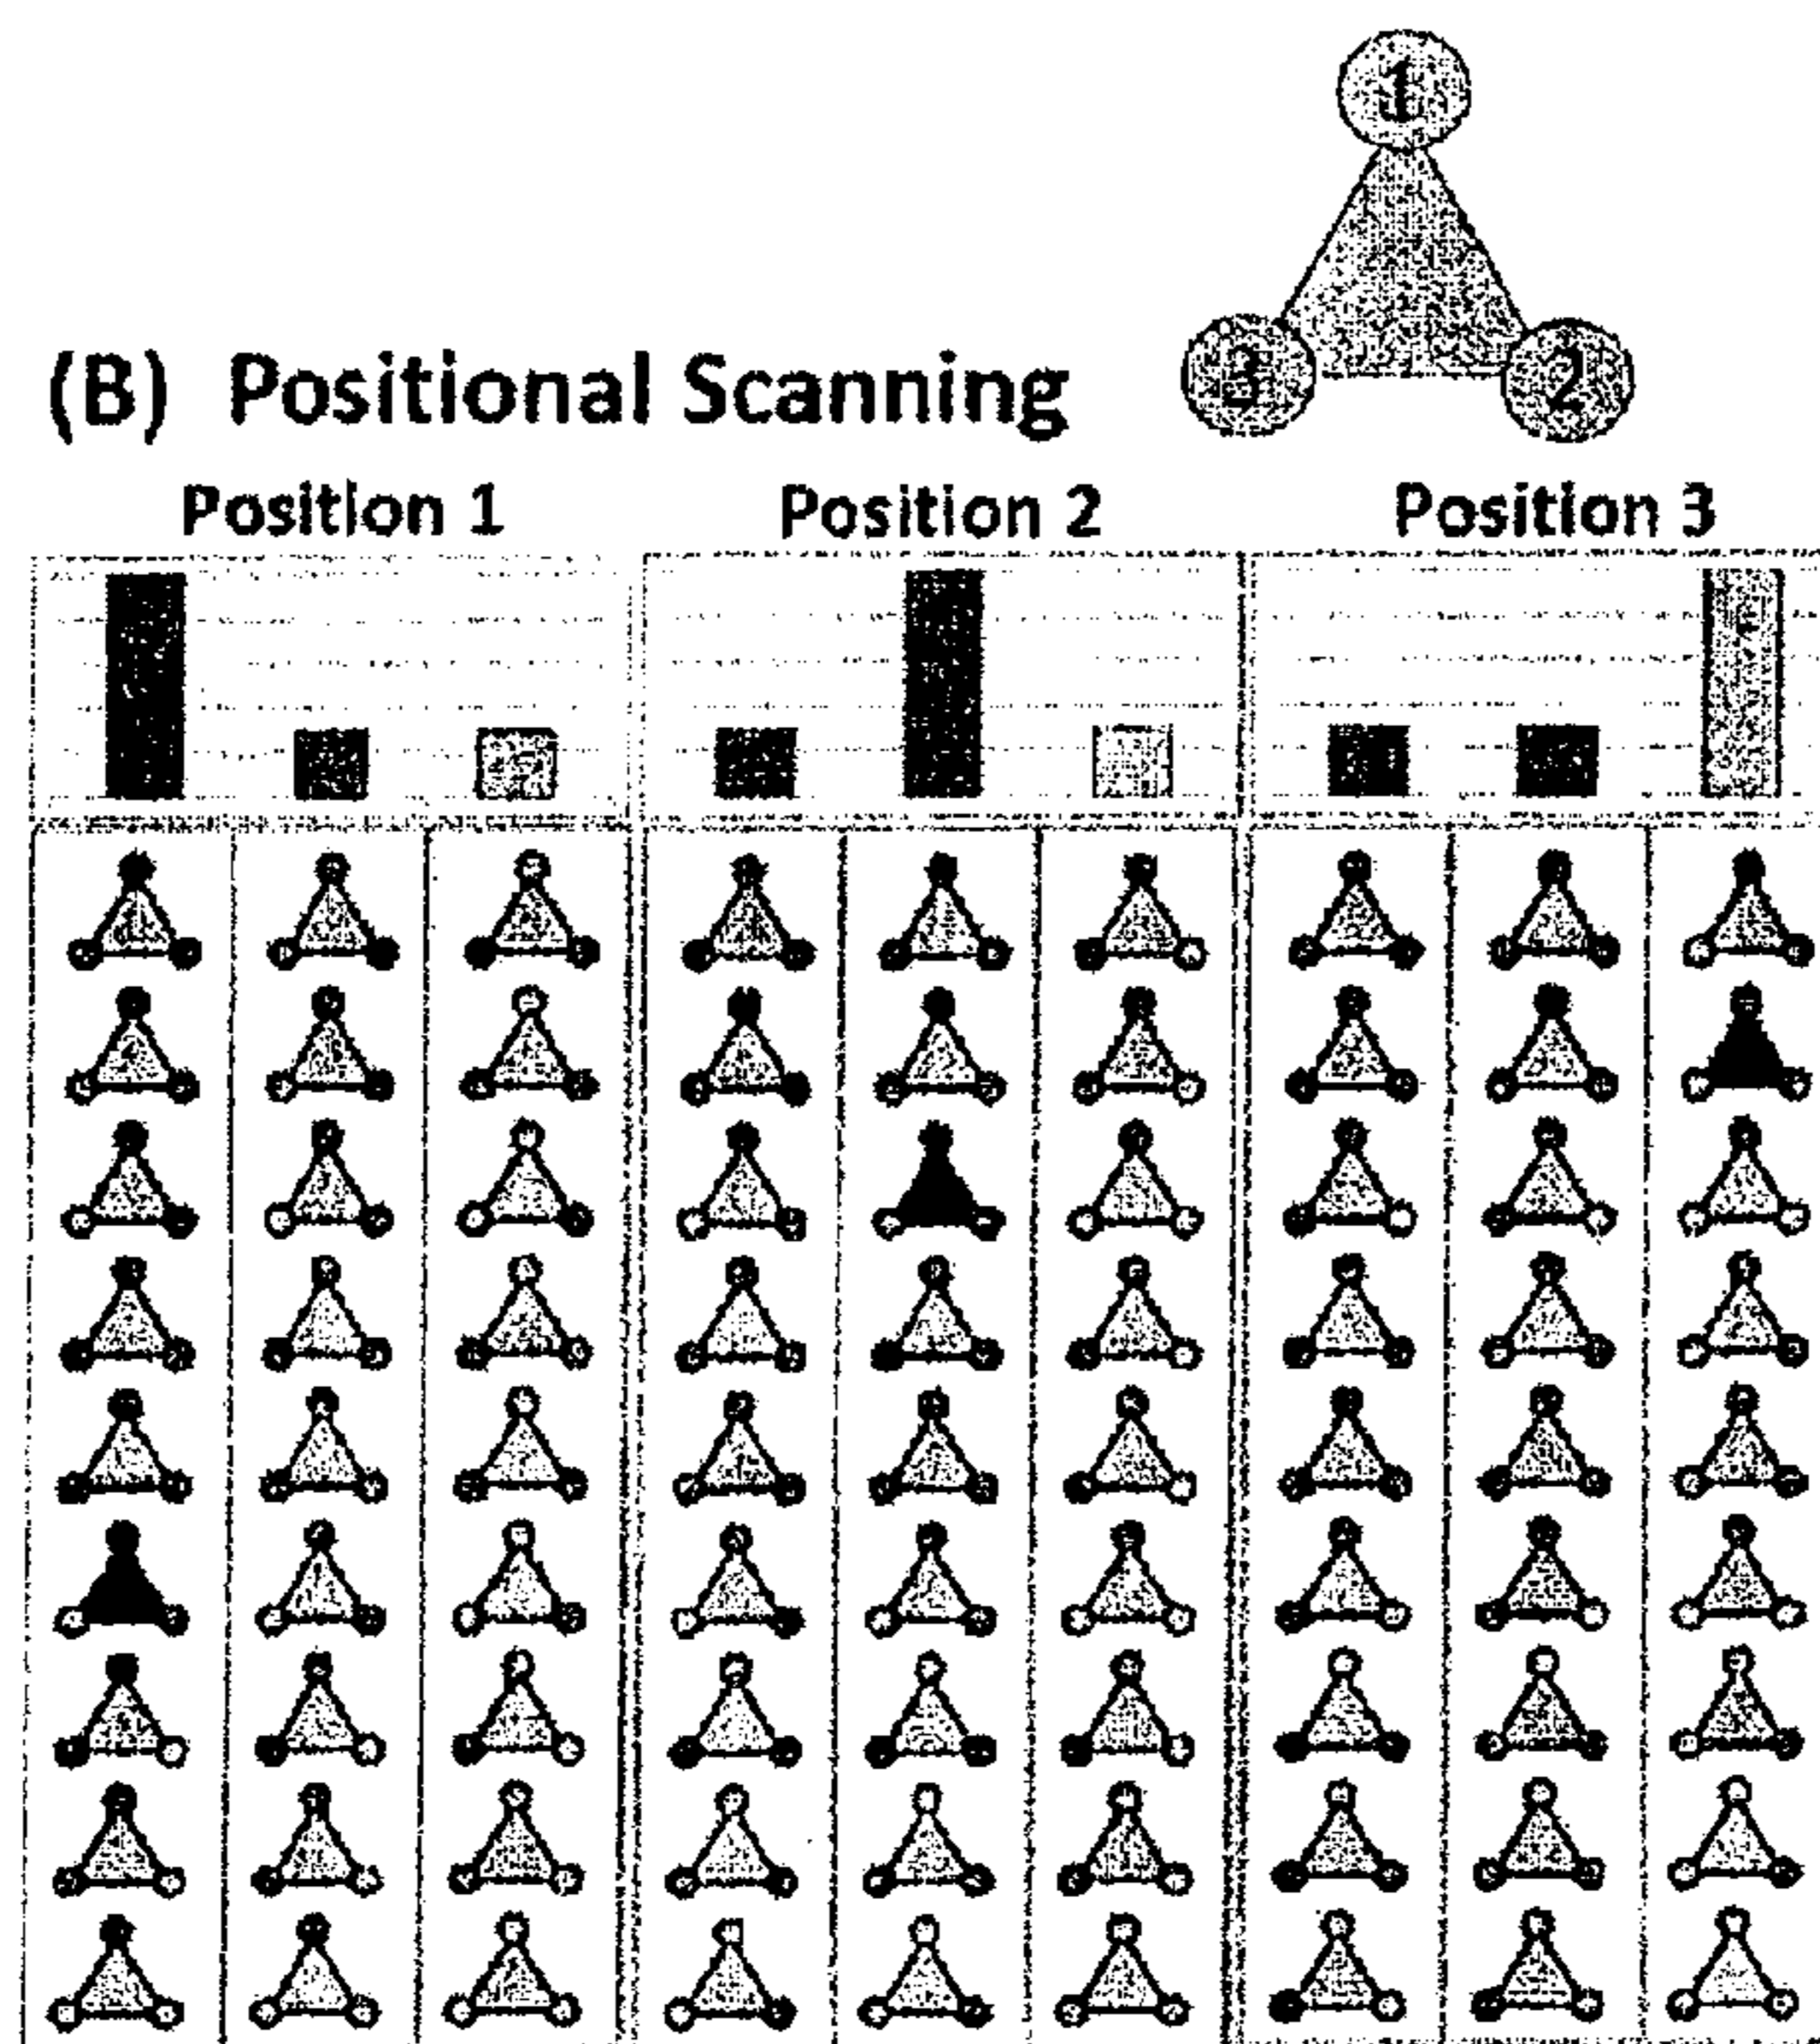 1
3
2
(B) Positional Scanning
Position 1
Position 2
Position 3